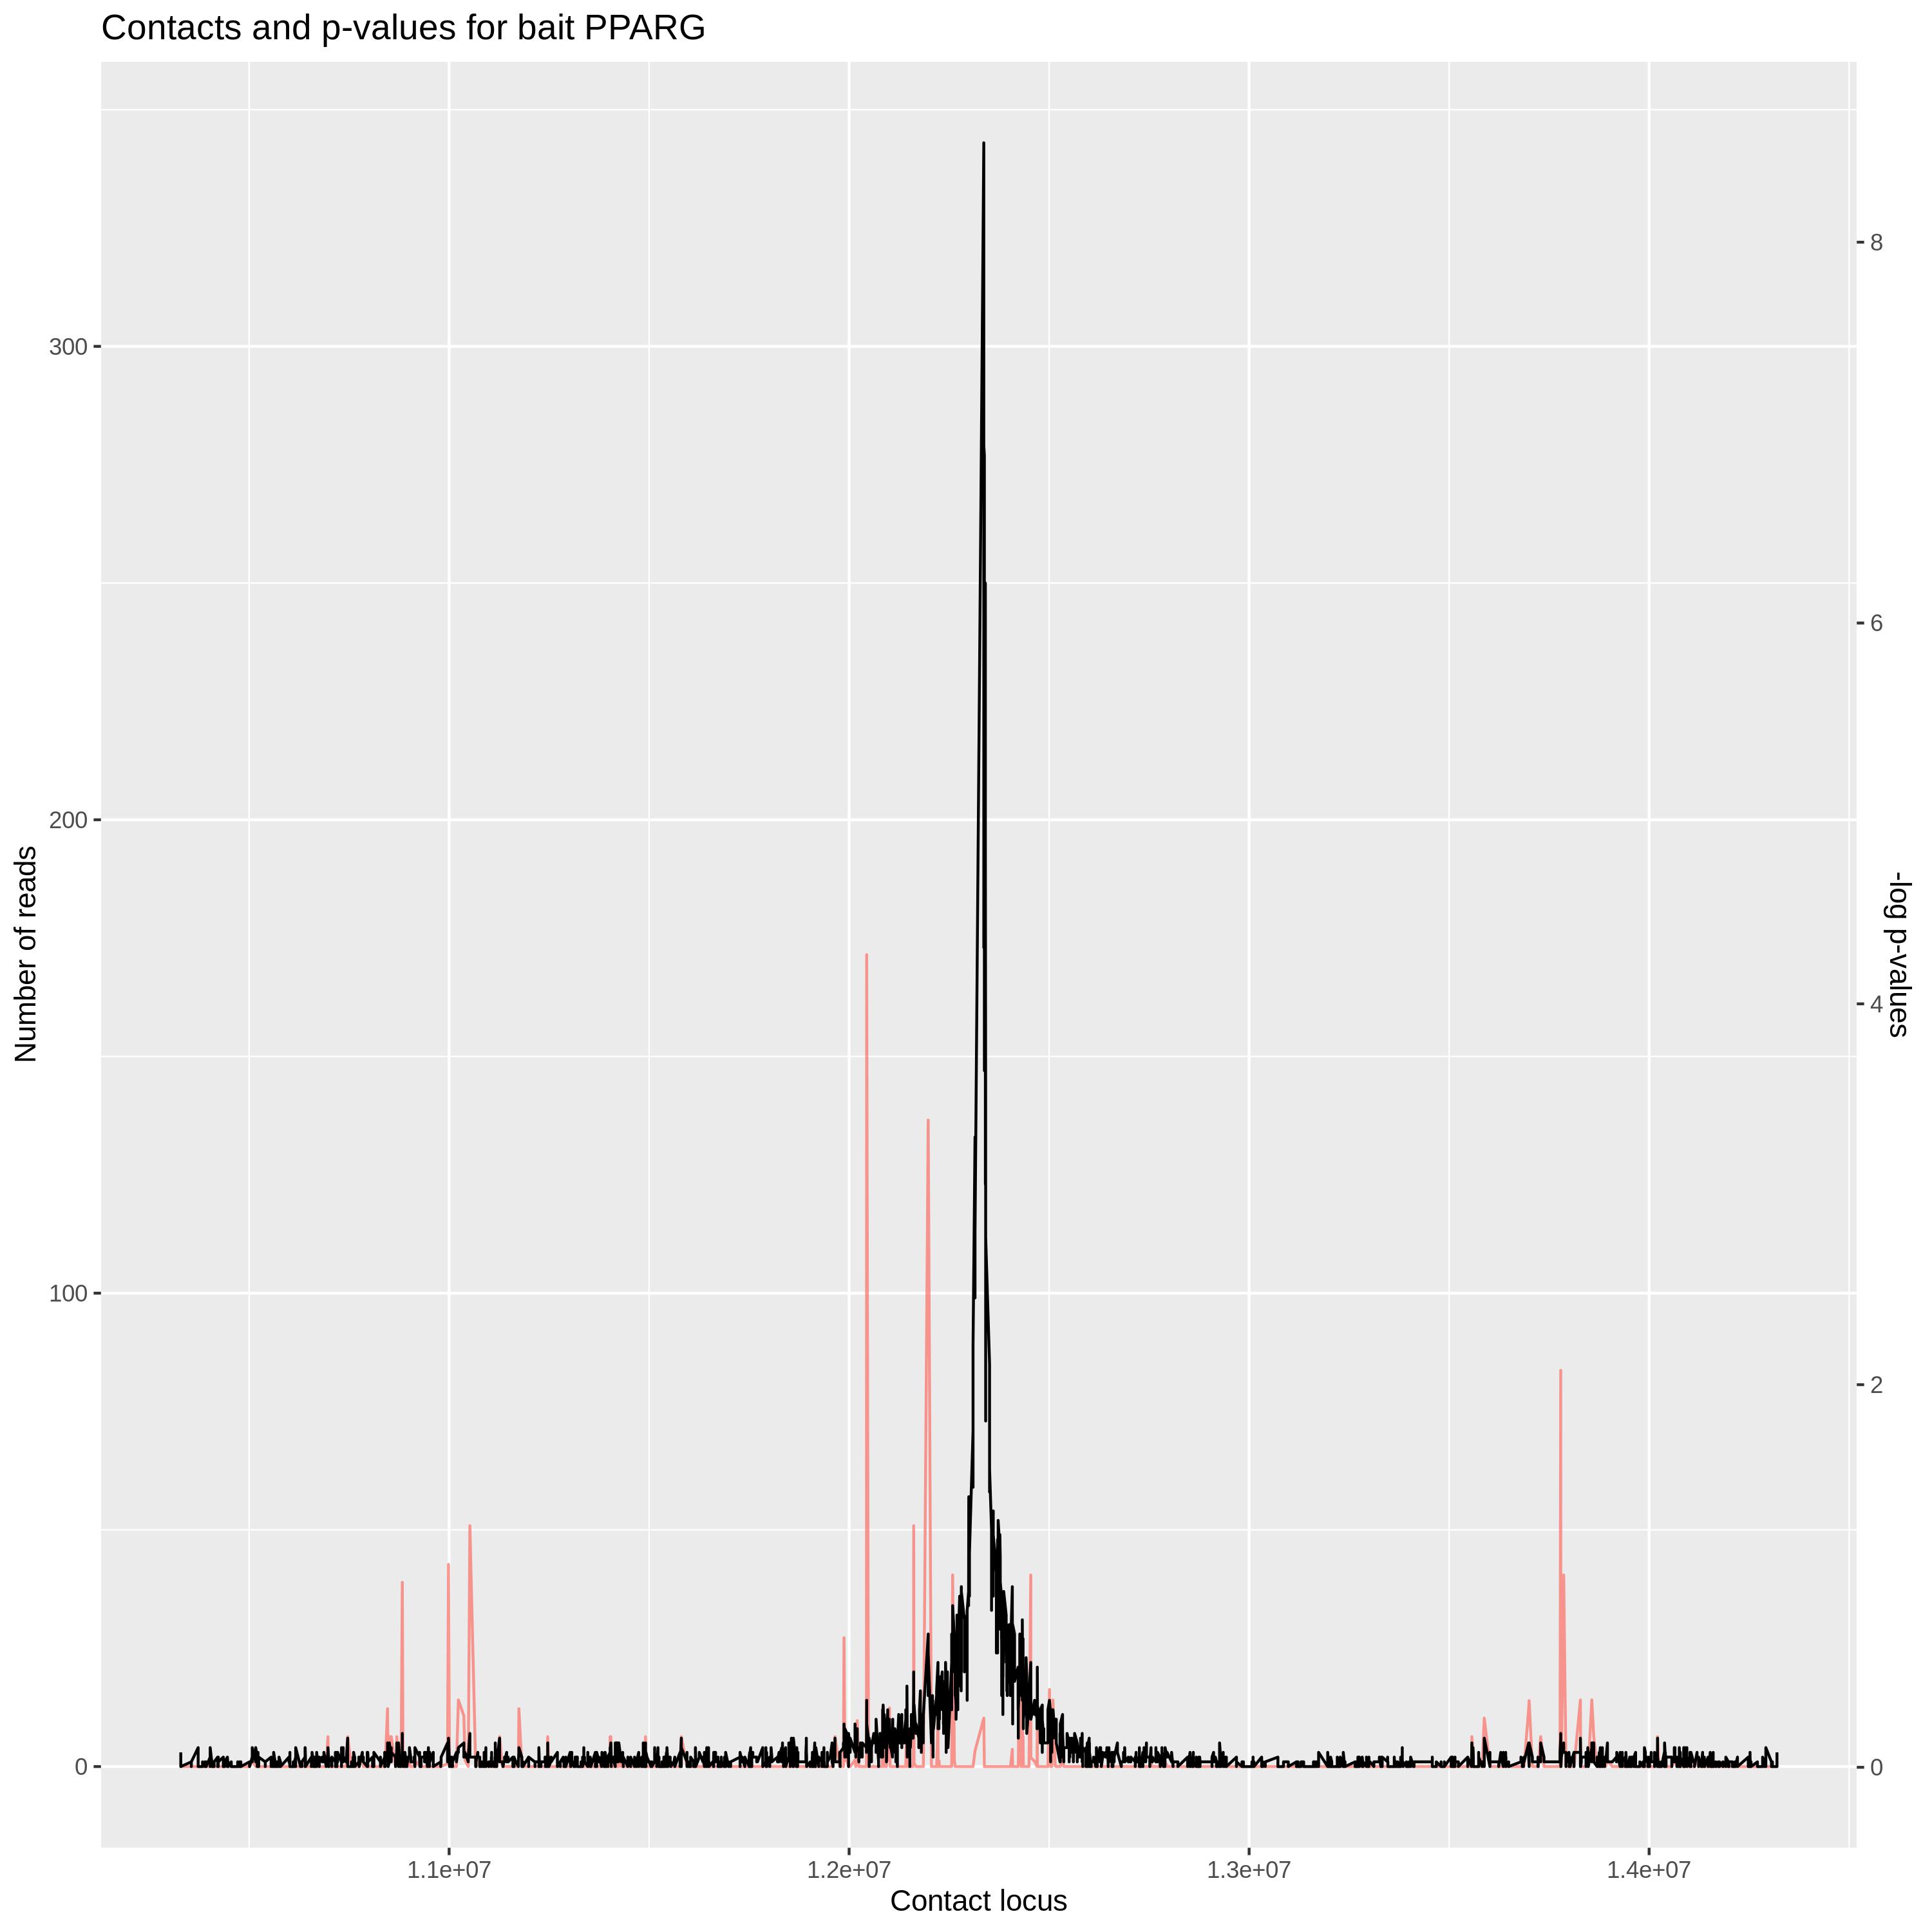 Contacts and p-values for bait PPARG
300
200
100
0
Number of reads
8
6
4
2
0
-log p-values
1.1e+07
1.2e+07
1.3e+07
1.4e+07
Contact locus